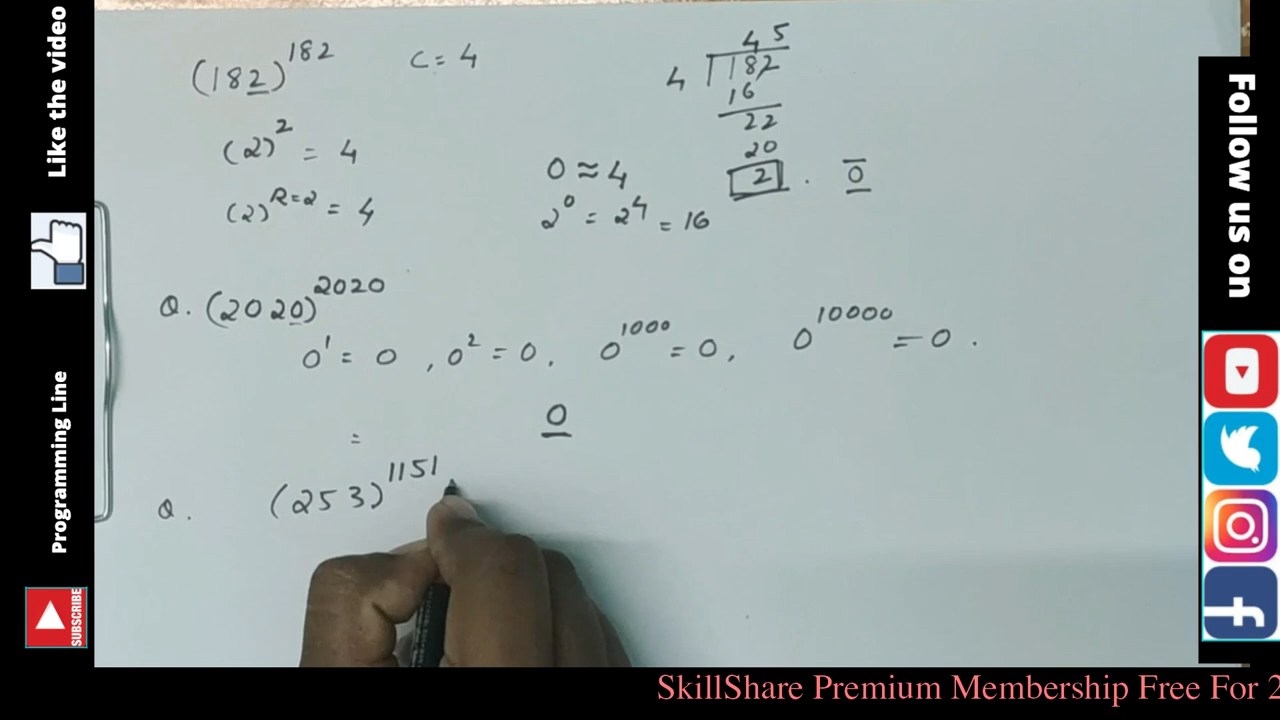 Like the video
Programming Line
SUBSCRIBE
(182)^182 C = 4
(2)^2 = 4
(2)^R=2 = 4
45
4 182
16
22
20
2 . 0
0 ≈ 4
2^0 = 2^4 = 16
Q. (2020)^2020
0^1 = 0 , 0^2 = 0, 0^1000 = 0, 0^10000 = 0 .
= 0
Q. (253)^1151
Follow us on
SkillShare Premium Membership Free For 2